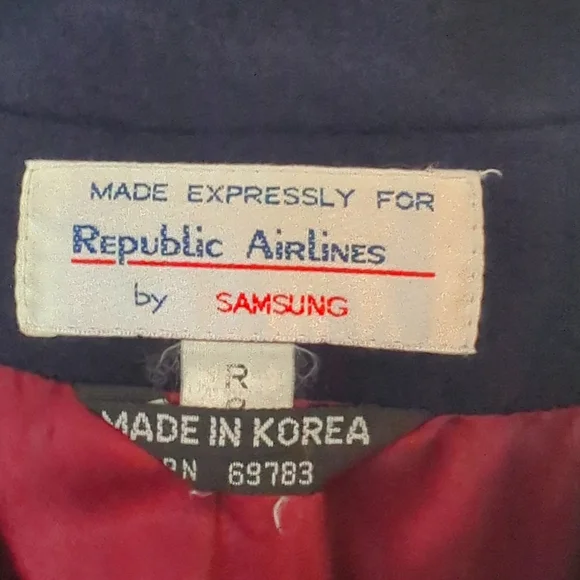 MADE EXPRESSLY FOR
Republic Airlines
by SAMSUNG
R
MADE IN KOREA
RN 69783